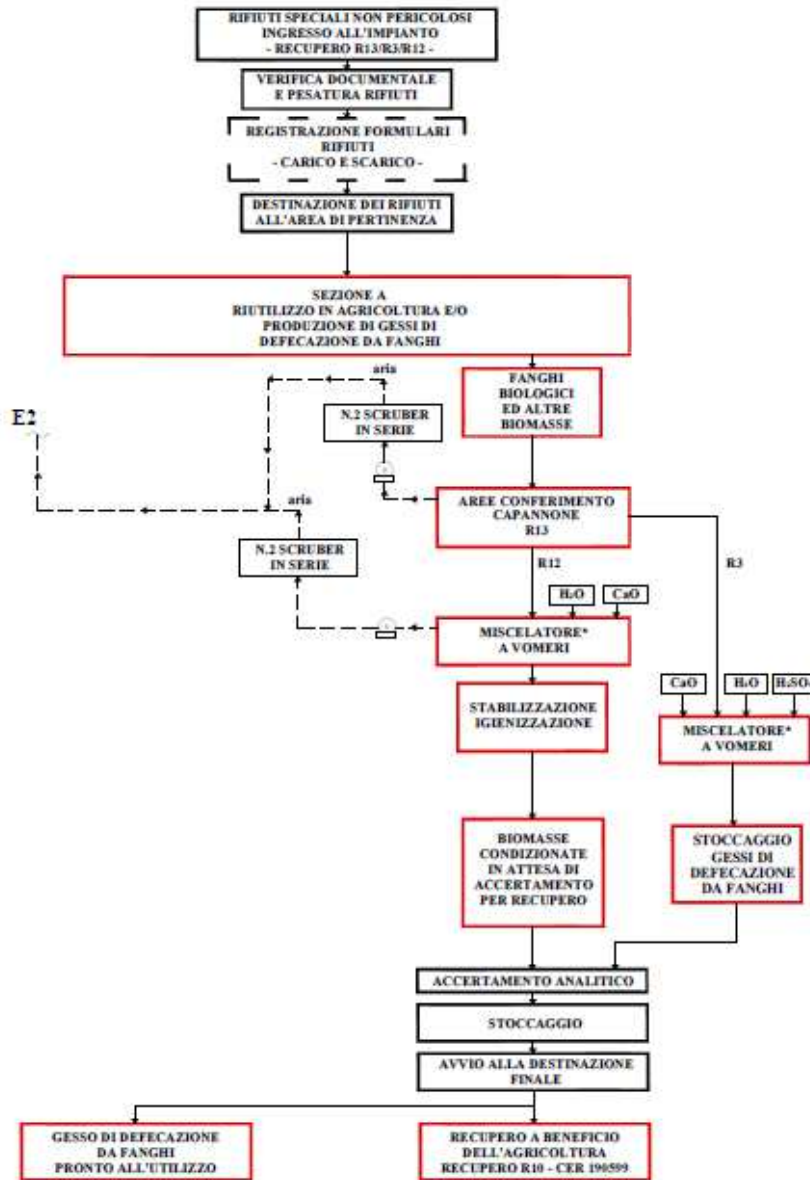 RIFIUTI SPECIALI NON PERICOLOSI
INGRESSO ALL'IMPIANTO
- RECUPERO R13/R3/R12 -
VERIFICA DOCUMENTALE
E PESATURA RIFIUTI
REGISTRAZIONE FORMULARI
RIFIUTI
- CARICO E SCARICO -
DESTINAZIONE DEI RIFIUTI
ALL'AREA DI PERTINENZA
SEZIONE A
RIUTILIZZO IN AGRICOLTURA E/O
PRODUZIONE DI GESSI DI
DEFECAZIONE DA FANGHI
aria
FANGHI
BIOLOGICI
ED ALTRE
BIOMASSE
E2
N.2 SCRUBER
IN SERIE
AREE CONFERIMENTO
CAPANNONE
R13
aria
N.2 SCRUBER
IN SERIE
R12
R3
H₂O
CaO
MISCELATORE*
A VOMERI
CaO
H₂O
H₂SO₄
STABILIZZAZIONE
IGIENIZZAZIONE
MISCELATORE*
A VOMERI
BIOMASSE
CONDIZIONATE
IN ATTESA DI
ACCERTAMENTO
PER RECUPERO
STOCCAGGIO
GESSI DI
DEFECAZIONE
DA FANGHI
ACCERTAMENTO ANALITICO
STOCCAGGIO
AVVIO ALLA DESTINAZIONE
FINALE
GESSO DI DEFECAZIONE
DA FANGHI
PRONTO ALL'UTILIZZO
RECUPERO A BENEFICIO
DELL'AGRICOLTURA
RECUPERO R10 - CER 190599